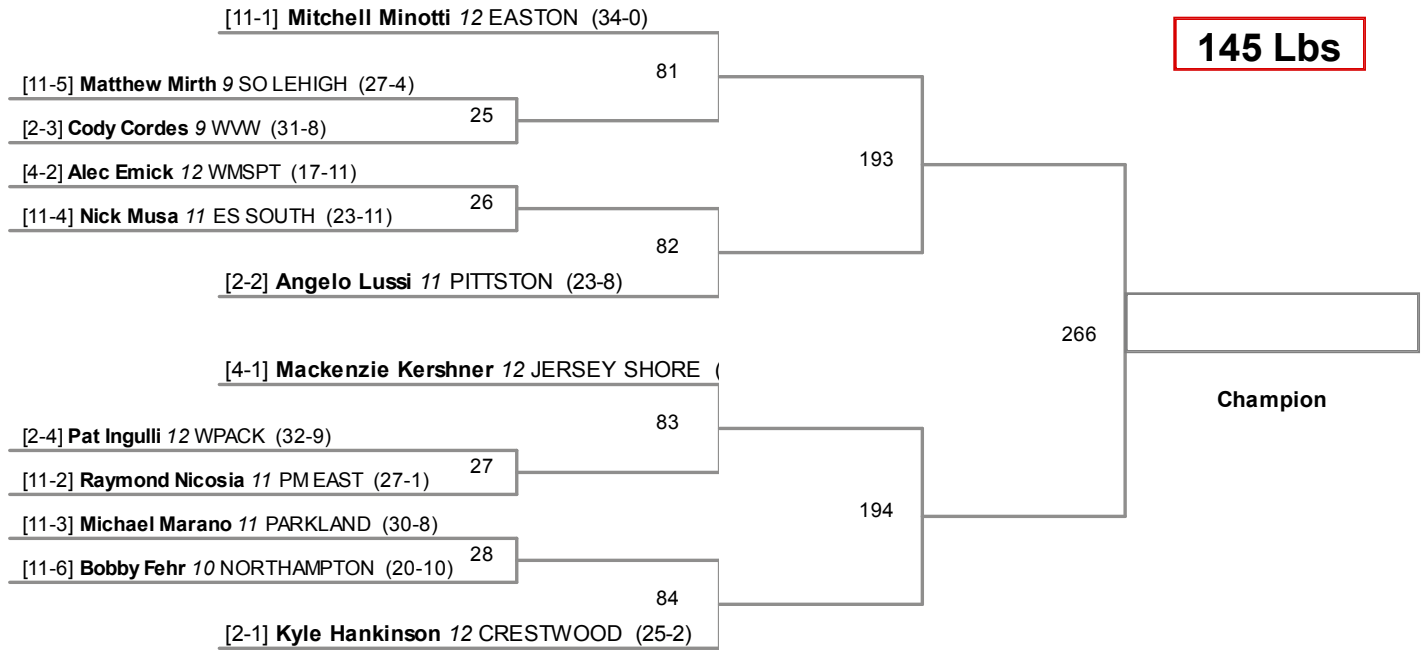 [11-1] Mitchell Minotti 12 EASTON (34-0)
145 Lbs
81
[11-5] Matthew Mirth 9 SO LEHIGH (27-4)
25
[2-3] Cody Cordes 9 WVW (31-8)
193
[4-2] Alec Emick 12 WMSPT (17-11)
26
[11-4] Nick Musa 11 ES SOUTH (23-11)
82
[2-2] Angelo Lussi 11 PITTSTON (23-8)
266
[4-1] Mackenzie Kershner 12 JERSEY SHORE (
Champion
83
[2-4] Pat Ingulli 12 WPACK (32-9)
27
[11-2] Raymond Nicosia 11 PM EAST (27-1)
194
[11-3] Michael Marano 11 PARKLAND (30-8)
28
[11-6] Bobby Fehr 10 NORTHAMPTON (20-10)
84
[2-1] Kyle Hankinson 12 CRESTWOOD (25-2)